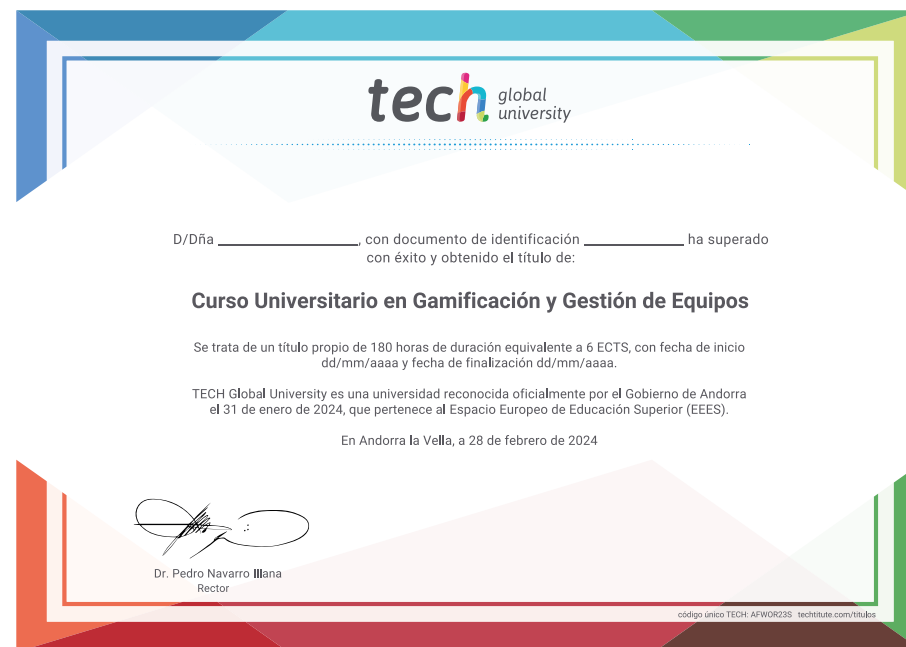 tech global
university
D/Dña ______________, con documento de identificación __________ ha superado
con éxito y obtenido el título de:
Curso Universitario en Gamificación y Gestión de Equipos
Se trata de un título propio de 180 horas de duración equivalente a 6 ECTS, con fecha de inicio
dd/mm/aaaa y fecha de finalización dd/mm/aaaa.
TECH Global University es una universidad reconocida oficialmente por el Gobierno de Andorra
el 31 de enero de 2024, que pertenece al Espacio Europeo de Educación Superior (EEES).
En Andorra la Vella, a 28 de febrero de 2024
Dr. Pedro Navarro Illana
Rector
código único TECH: AFWOR23S techtitute.com/titulos